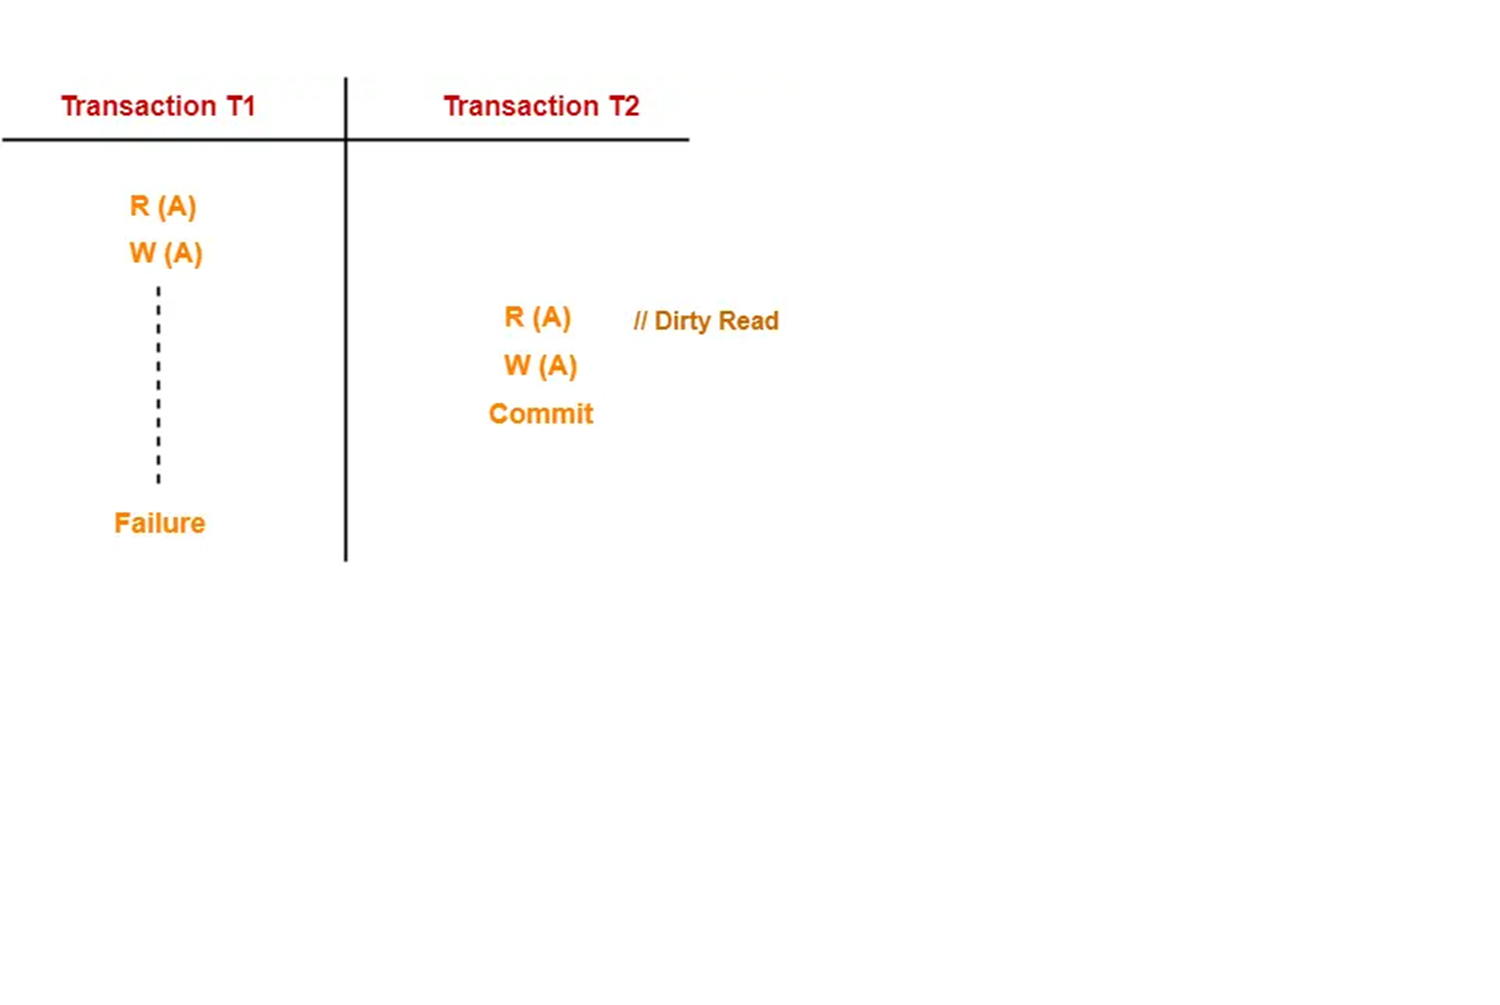 Transaction T1
Transaction T2
R (A)
W (A)
R (A) // Dirty Read
W (A)
Commit
Failure